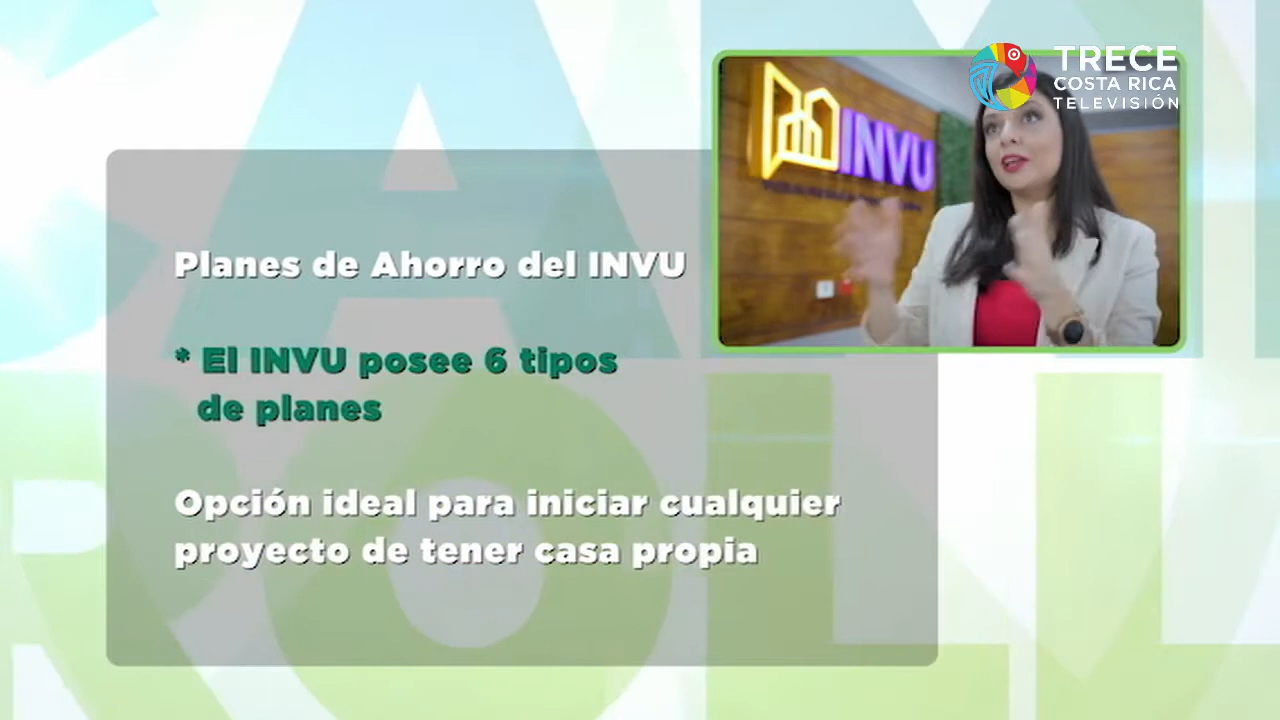 TRECE
COSTA RICA
TELEVISIÓN
INVU
Planes de Ahorro del INVU
* El INVU posee 6 tipos
de planes
Opción ideal para iniciar cualquier
proyecto de tener casa propia